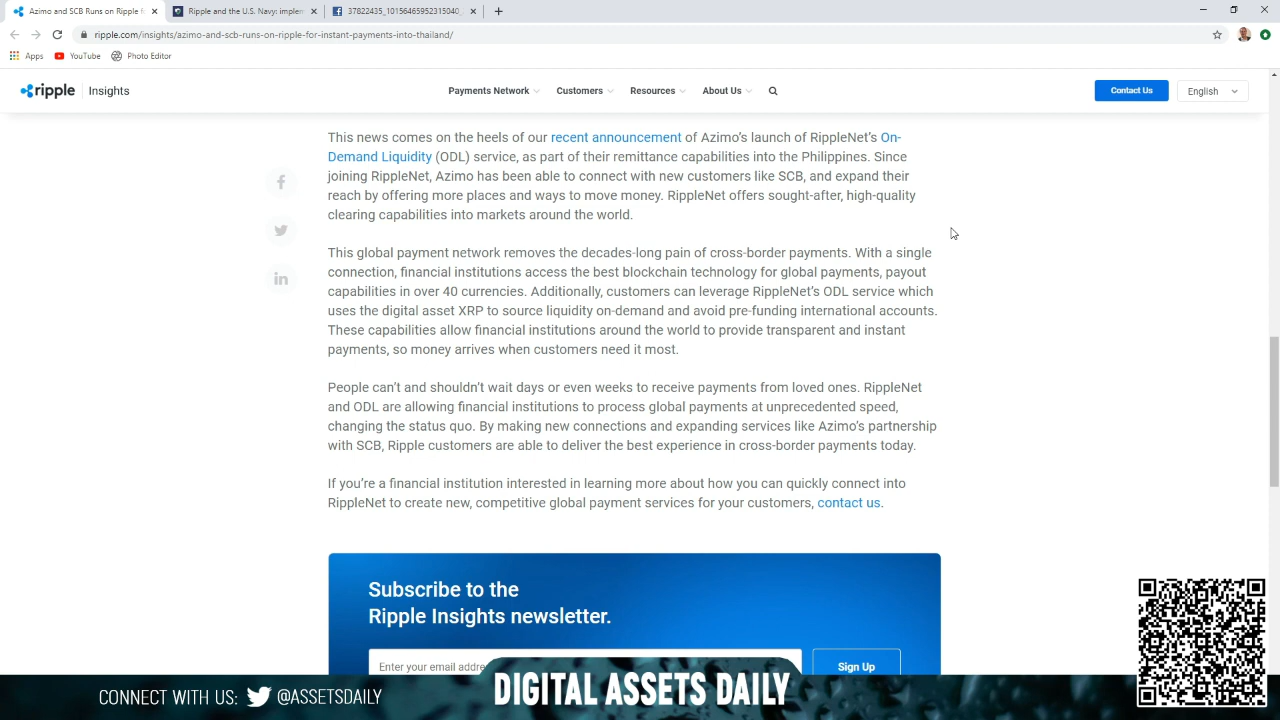 Azimo and SCB Runs on Ripple f
Ripple and the U.S. Navy: implem
37822435_10156465952315040_
ripple.com/insights/azimo-and-scb-runs-on-ripple-for-instant-payments-into-thailand/
Apps YouTube Photo Editor
ripple Insights Payments Network Customers Resources About Us Contact Us English
This news comes on the heels of our recent announcement of Azimo’s launch of RippleNet’s On-
Demand Liquidity (ODL) service, as part of their remittance capabilities into the Philippines. Since
joining RippleNet, Azimo has been able to connect with new customers like SCB, and expand their
reach by offering more places and ways to move money. RippleNet offers sought-after, high-quality
clearing capabilities into markets around the world.
This global payment network removes the decades-long pain of cross-border payments. With a single
connection, financial institutions access the best blockchain technology for global payments, payout
capabilities in over 40 currencies. Additionally, customers can leverage RippleNet’s ODL service which
uses the digital asset XRP to source liquidity on-demand and avoid pre-funding international accounts.
These capabilities allow financial institutions around the world to provide transparent and instant
payments, so money arrives when customers need it most.
People can’t and shouldn’t wait days or even weeks to receive payments from loved ones. RippleNet
and ODL are allowing financial institutions to process global payments at unprecedented speed,
changing the status quo. By making new connections and expanding services like Azimo’s partnership
with SCB, Ripple customers are able to deliver the best experience in cross-border payments today.
If you’re a financial institution interested in learning more about how you can quickly connect into
RippleNet to create new, competitive global payment services for your customers, contact us.
Subscribe to the
Ripple Insights newsletter.
Enter your email addre
Sign Up
CONNECT WITH US: @ASSETSDAILY
DIGITAL ASSETS DAILY